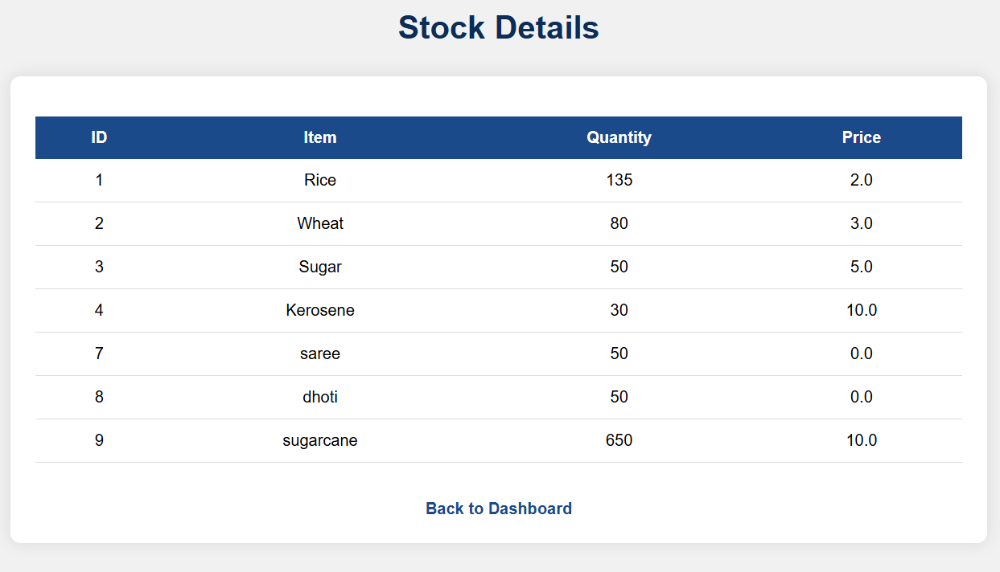 Stock Details
ID Item Quantity Price
1 Rice 135 2.0
2 Wheat 80 3.0
3 Sugar 50 5.0
4 Kerosene 30 10.0
7 saree 50 0.0
8 dhoti 50 0.0
9 sugarcane 650 10.0
Back to Dashboard